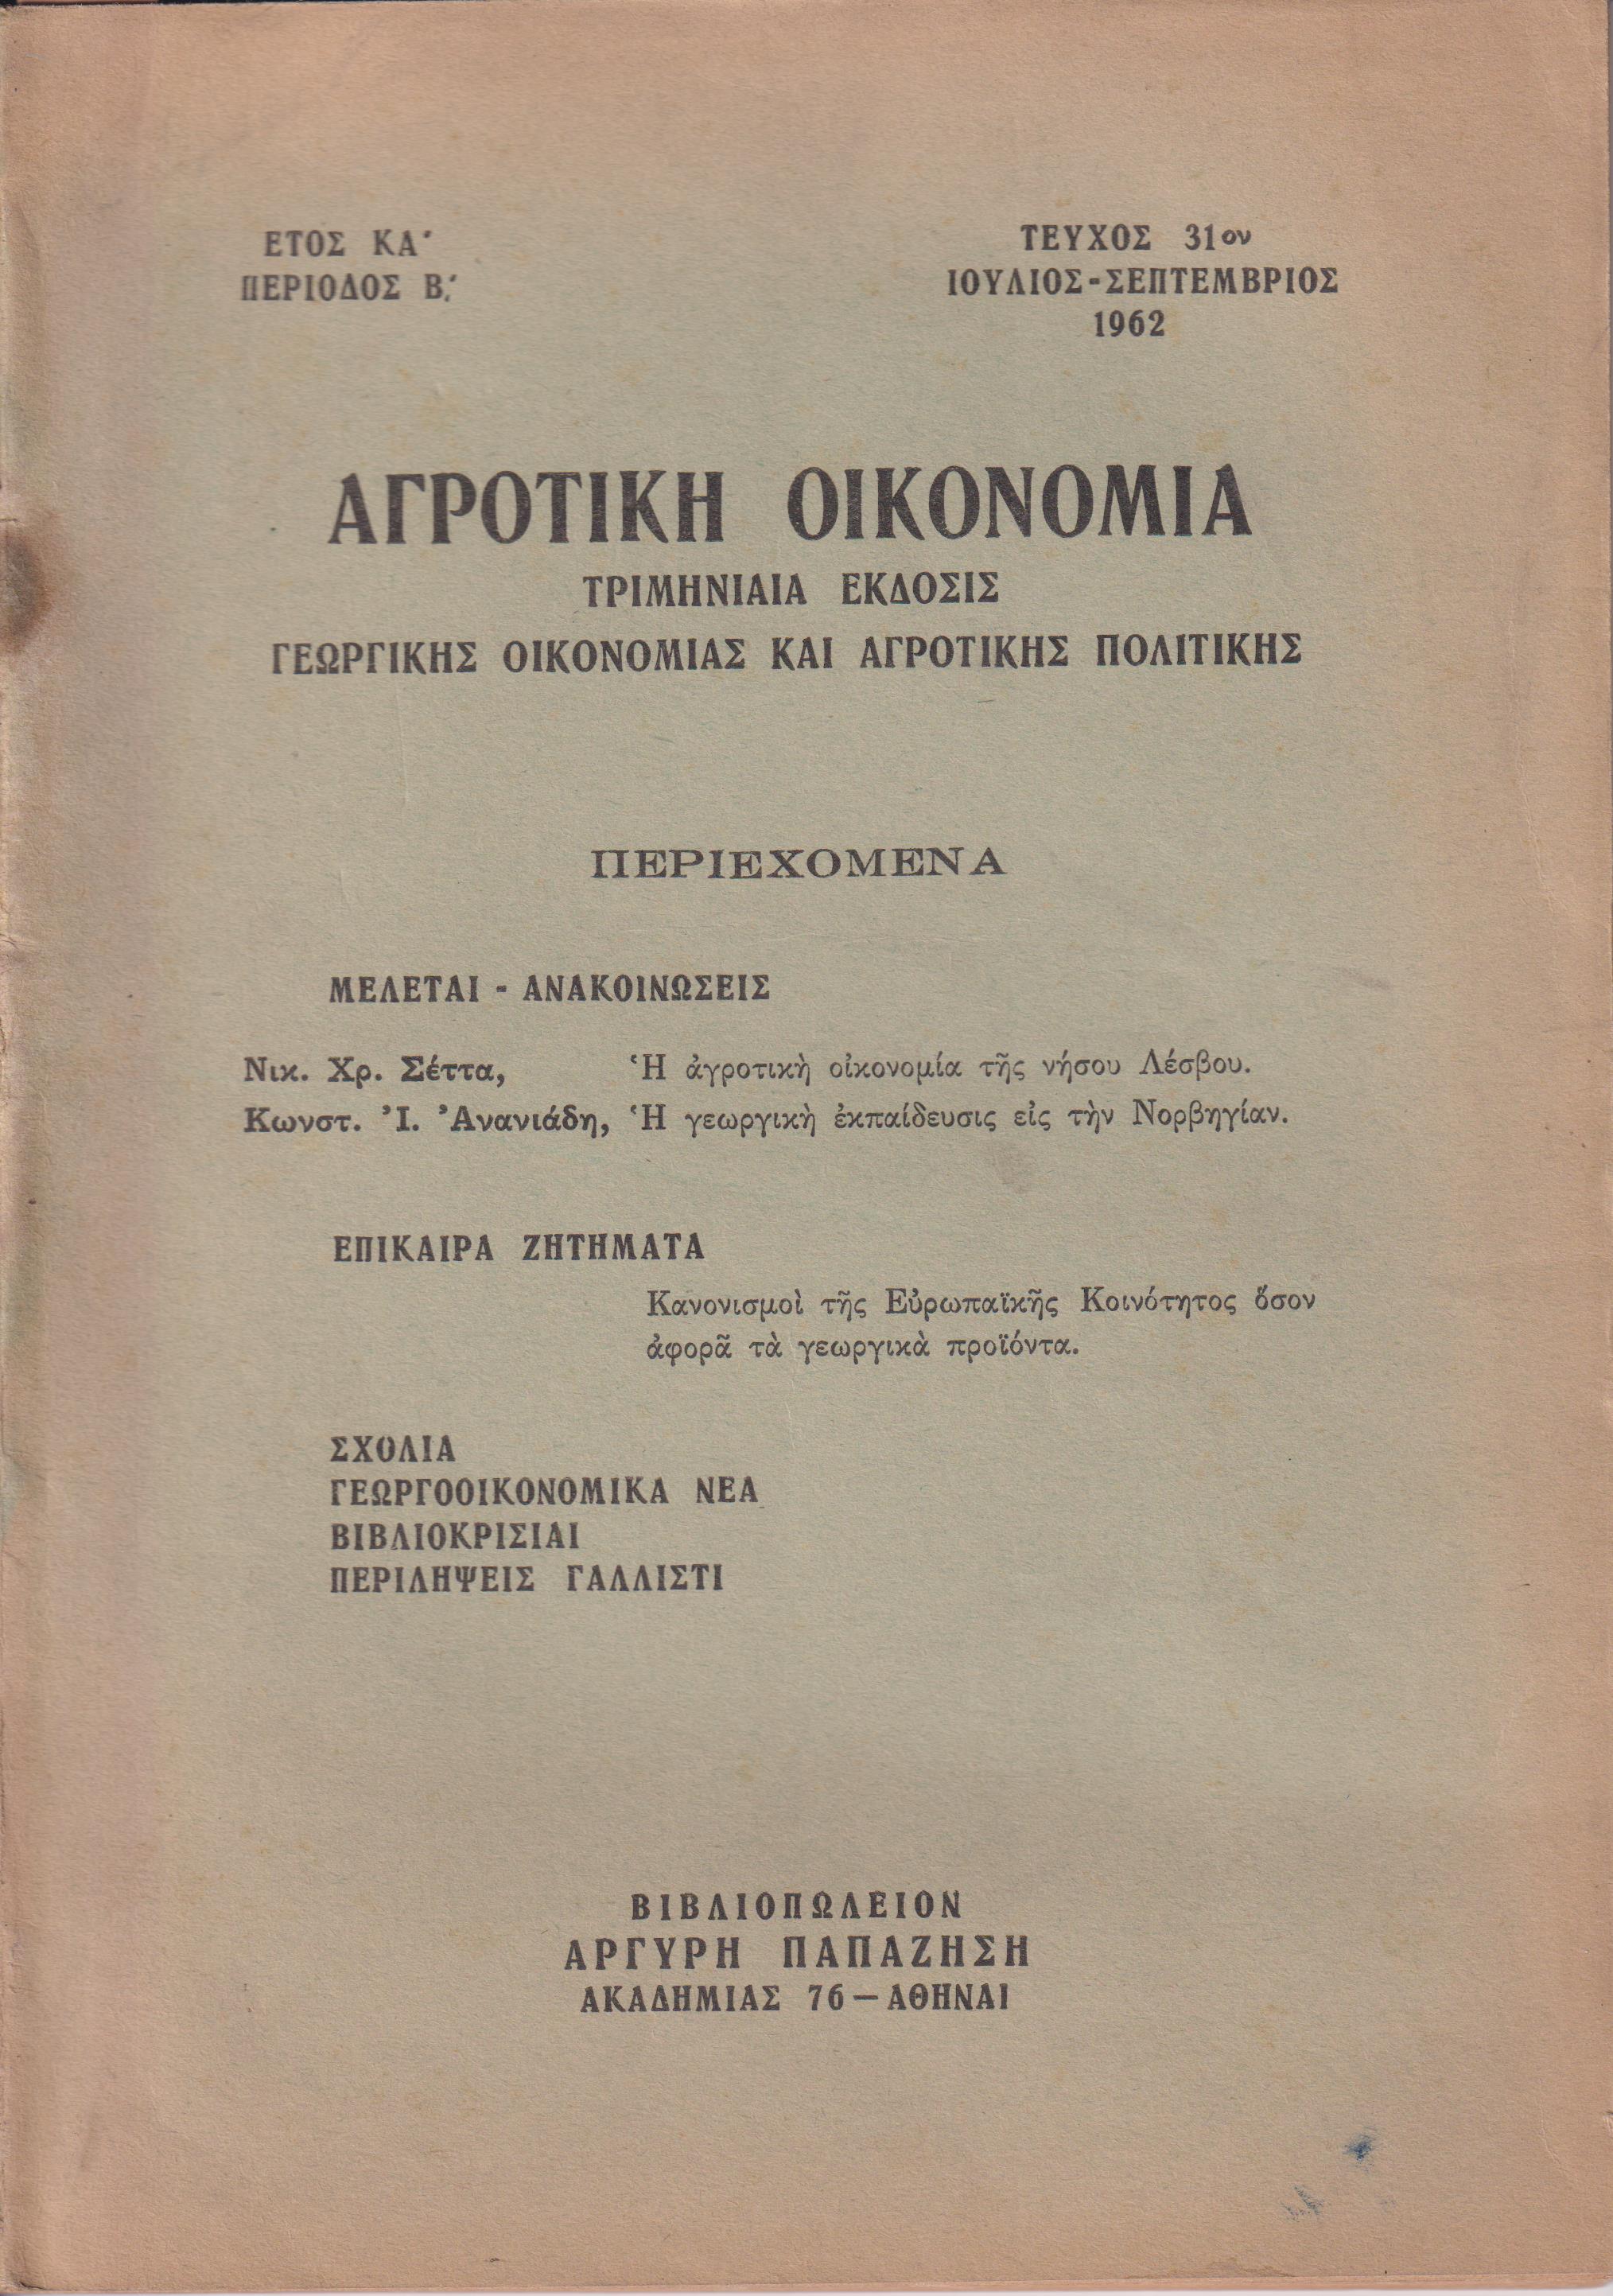 ΕΤΟΣ ΚΑ΄
ΠΕΡΙΟΔΟΣ Β΄.
ΤΕΥΧΟΣ 31ον
ΙΟΥΛΙΟΣ-ΣΕΠΤΕΜΒΡΙΟΣ
1962
ΑΓΡΟΤΙΚΗ ΟΙΚΟΝΟΜΙΑ
ΤΡΙΜΗΝΙΑΙΑ ΕΚΔΟΣΙΣ
ΓΕΩΡΓΙΚΗΣ ΟΙΚΟΝΟΜΙΑΣ ΚΑΙ ΑΓΡΟΤΙΚΗΣ ΠΟΛΙΤΙΚΗΣ
ΠΕΡΙΕΧΟΜΕΝΑ
ΜΕΛΕΤΑΙ - ΑΝΑΚΟΙΝΩΣΕΙΣ
Νικ. Χρ. Σέττα, Ἡ ἀγροτικὴ οἰκονομία τῆς νήσου Λέσβου.
Κωνστ. Ἰ. Ἀνανιάδη, Ἡ γεωργικὴ ἐκπαίδευσις εἰς τὴν Νορβηγίαν.
ΕΠΙΚΑΙΡΑ ΖΗΤΗΜΑΤΑ
Κανονισμοὶ τῆς Εὐρωπαϊκῆς Κοινότητος ὅσον
ἀφορᾶ τὰ γεωργικὰ προϊόντα.
ΣΧΟΛΙΑ
ΓΕΩΡΓΟΟΙΚΟΝΟΜΙΚΑ ΝΕΑ
ΒΙΒΛΙΟΚΡΙΣΙΑΙ
ΠΕΡΙΛΗΨΕΙΣ ΓΑΛΛΙΣΤΙ
ΒΙΒΛΙΟΠΩΛΕΙΟΝ
ΑΡΓΥΡΗ ΠΑΠΑΖΗΣΗ
ΑΚΑΔΗΜΙΑΣ 76 — ΑΘΗΝΑΙ